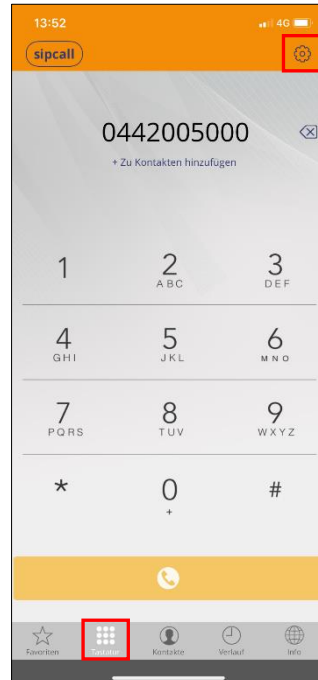 13:52 4G
sipcall
0442005000
+ Zu Kontakten hinzufügen
1 2 3
ABC DEF
4 5 6
GHI JKL MNO
7 8 9
PQRS TUV WXYZ
* 0 #
+
Favoriten Tastatur Kontakte Verlauf Info